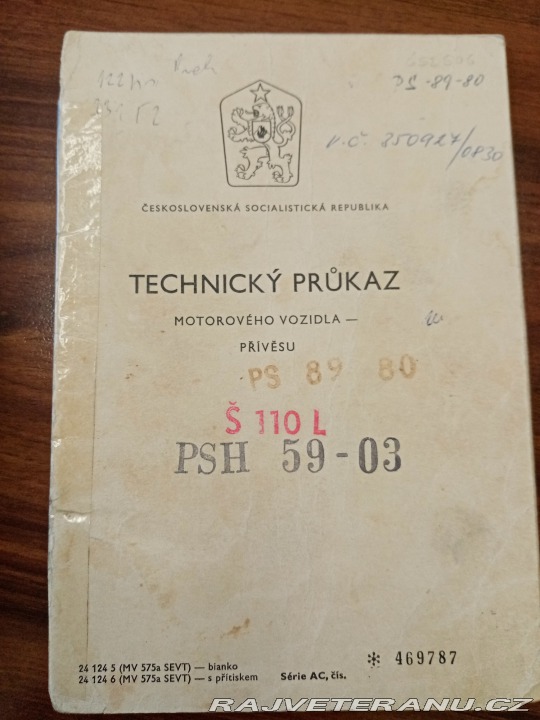 PS-89-80
r.č. 350927/0830
ČESKOSLOVENSKÁ SOCIALISTICKÁ REPUBLIKA
TECHNICKÝ PRŮKAZ
MOTOROVÉHO VOZIDLA —
PŘÍVĚSU
PS 89 80
Š 110 L
PSH 59-03
24 124 5 (MV 575a SEVT) — bianko
24 124 6 (MV 575a SEVT) — s přítiskem
Série AC, čís.
* 469787
RAJVETERANU.CZ